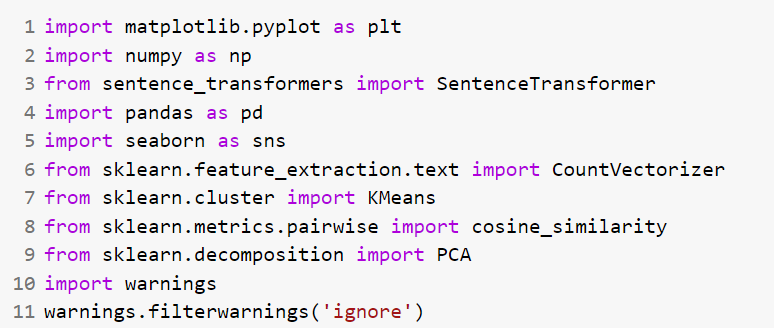 1 import matplotlib.pyplot as plt
2 import numpy as np
3 from sentence_transformers import SentenceTransformer
4 import pandas as pd
5 import seaborn as sns
6 from sklearn.feature_extraction.text import CountVectorizer
7 from sklearn.cluster import KMeans
8 from sklearn.metrics.pairwise import cosine_similarity
9 from sklearn.decomposition import PCA
10 import warnings
11 warnings.filterwarnings('ignore')